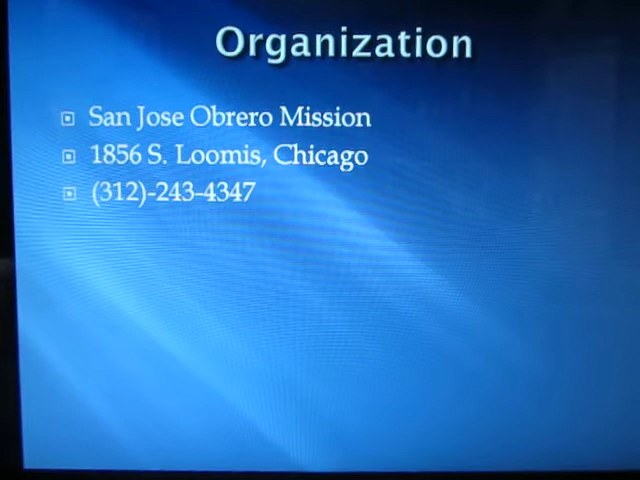 Organization
San Jose Obrero Mission
1856 S. Loomis, Chicago
(312)-243-4347